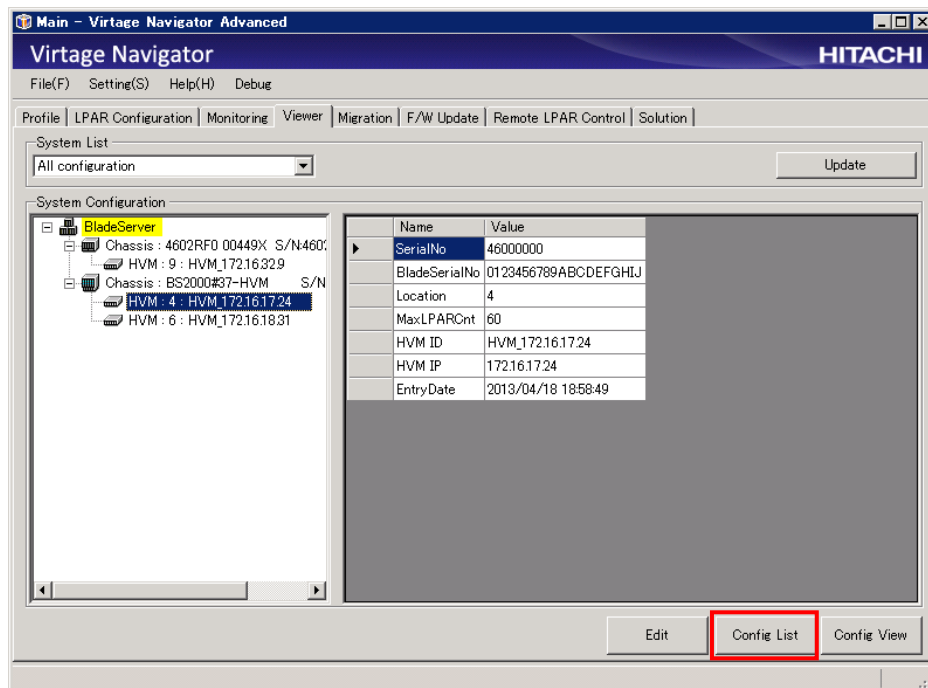 Main - Virtage Navigator Advanced
Virtage Navigator
HITACHI
File(F) Setting(S) Help(H) Debug
Profile LPAR Configuration Monitoring Viewer Migration F/W Update Remote LPAR Control Solution
System List
All configuration
Update
System Configuration
BladeServer
Chassis : 4602RF0 00449X S/N:4602
HVM : 9 : HVM_172.16.32.9
Chassis : BS2000#37-HVM S/N
HVM : 4 : HVM_172.16.17.24
HVM : 6 : HVM_172.16.18.31
Name Value
SerialNo 46000000
BladeSerialNo 0123456789ABCDEFGHIJ
Location 4
MaxLPARCnt 60
HVM ID HVM_172.16.17.24
HVM IP 172.16.17.24
EntryDate 2013/04/18 18:58:49
Edit Config List Config View